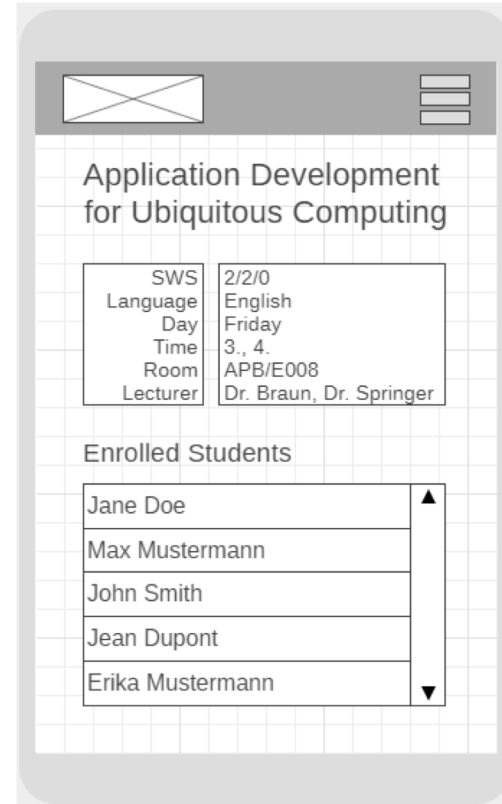 Application Development
for Ubiquitous Computing
SWS 2/2/0
Language English
Day Friday
Time 3., 4.
Room APB/E008
Lecturer Dr. Braun, Dr. Springer
Enrolled Students
Jane Doe
Max Mustermann
John Smith
Jean Dupont
Erika Mustermann